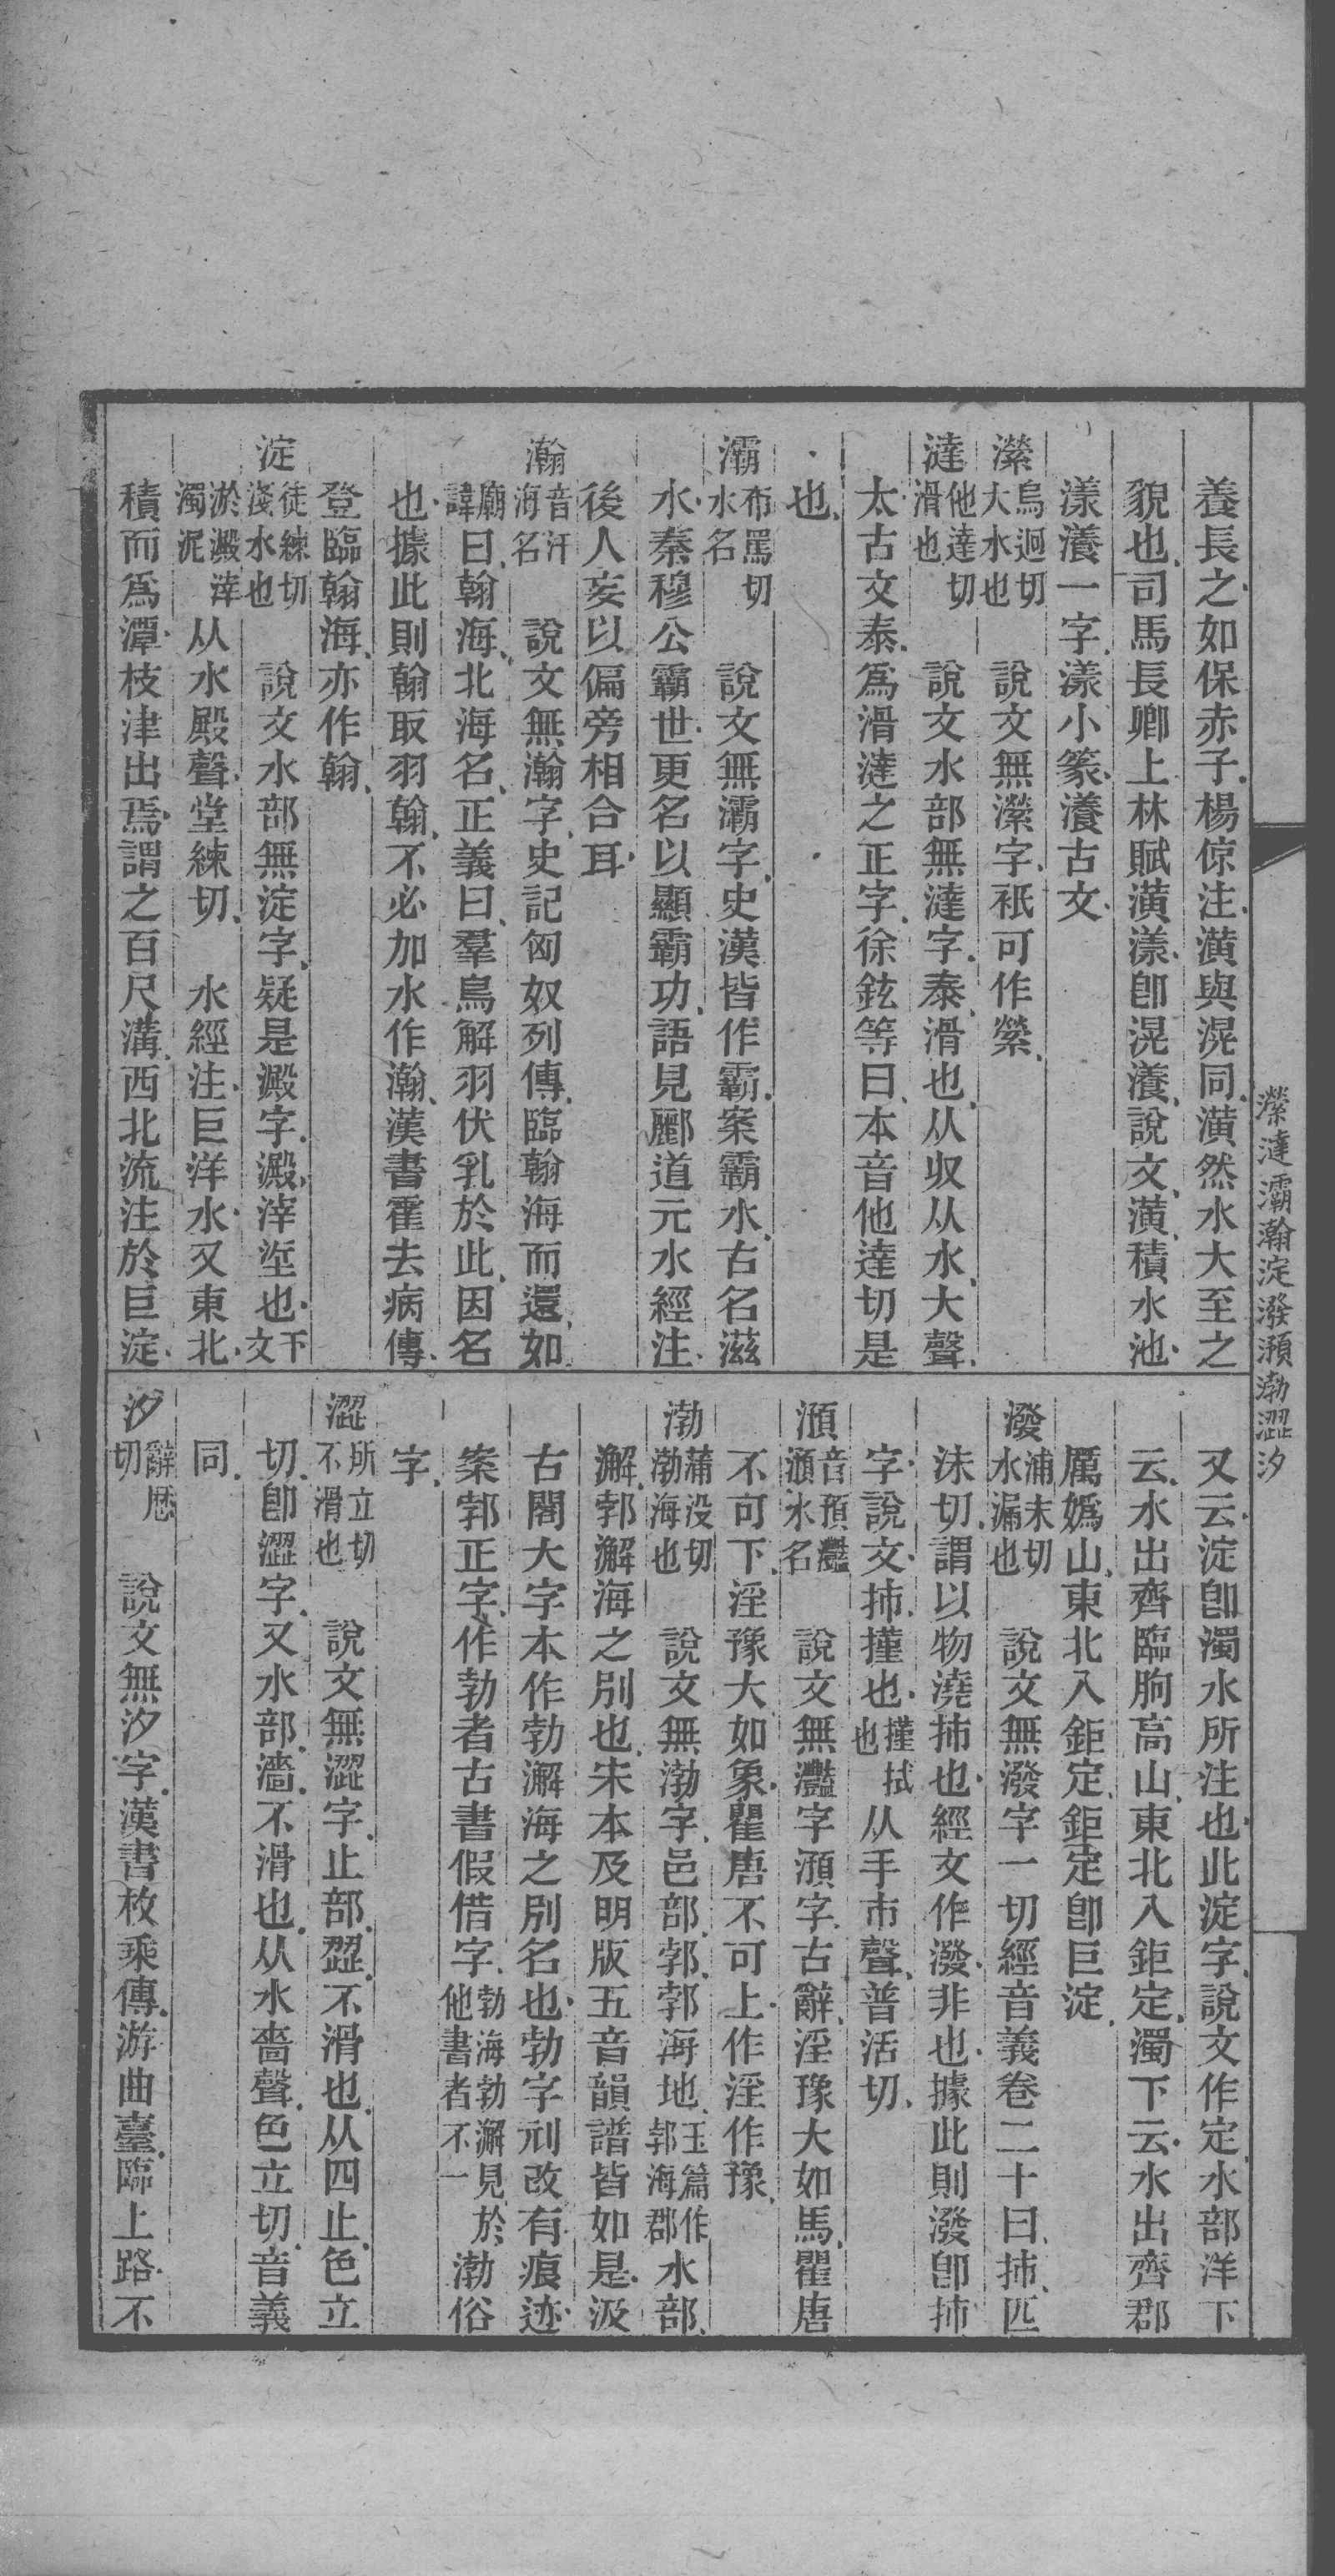 濚澾灞瀚淀潑澦渤澀汐
養長之如保赤子楊倞注潢與滉同潢然水大至之
貌也司馬長卿上林賦潢漾卽滉瀁說文潢積水池
漾瀁一字漾小篆瀁古文
濚 烏迥切大水也 說文無濚字祗可作縈
澾 他達切滑也 說文水部無澾字泰滑也从収从水大聲
太古文泰爲滑澾之正字徐鉉等曰本音他達切是
也
灞 布駡切水名 說文無灞字史漢皆作霸案霸水古名滋
水秦穆公霸世更名以顯霸功語見酈道元水經注
後人妄以偏旁相合耳
瀚 音汗海名 說文無瀚字史記匈奴列傳臨翰海而還如
廟諱曰翰海北海名正義曰羣鳥解羽伏乳於此因名
也據此則翰取羽翰不必加水作瀚漢書霍去病傳
登臨翰海亦作翰
淀 徒練切淺水也 說文水部無淀字疑是澱字澱滓垽也下文
淤澱滓濁泥 从水殿聲堂練切 水經注巨洋水又東北
積而爲潭枝津出焉謂之百尺溝西北流注於巨淀
又云淀卽濁水所注也此淀字說文作定水部洋下
云水出齊臨朐高山東北入鉅定濁下云水出齊郡
厲嬀山東北入鉅定鉅定卽巨淀
潑 浦末切水漏也 說文無潑字一切經音義卷二十曰㧊匹
沬切謂以物澆㧊也經文作潑非也據此則潑卽㧊
字說文㧊㩜也㩜拭也从手巿聲普活切
澦 音預灩澦水名 說文無灩字澦字古辭淫豫大如馬瞿唐
不可下淫豫大如象瞿唐不可上作淫作豫
渤 蒲没切渤海也 說文無渤字邑部郣郣海地玉篇作郣海郡水部
澥郣澥海之別也宋本及明版五音韻譜皆如是汲
古閣大字本作勃澥海之別名也勃字刓改有痕迹
案郣正字作勃者古書假借字勃海勃澥見於他書者不一渤俗
字
澀 所立切不滑也 說文無澀字止部歰不滑也从四止色立
切卽澀字又水部濇不滑也从水嗇聲色立切音義
同
汐 辭厯切 說文無汐字漢書枚乘傳游曲臺臨上路不